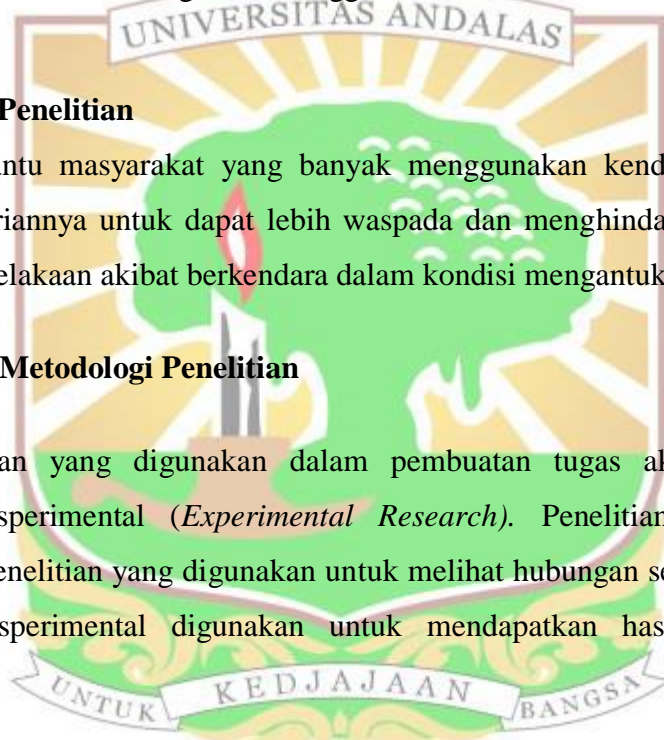 UNIVERSITAS ANDALAS
Penelitian
antu masyarakat yang banyak menggunakan kend
riannya untuk dapat lebih waspada dan menghinda
elakaan akibat berkendara dalam kondisi mengantuk
Metodologi Penelitian
an yang digunakan dalam pembuatan tugas ak
sperimental (Experimental Research). Penelitian
enelitian yang digunakan untuk melihat hubungan se
sperimental digunakan untuk mendapatkan has
UNTUK KEDJAJAAN BANGSA